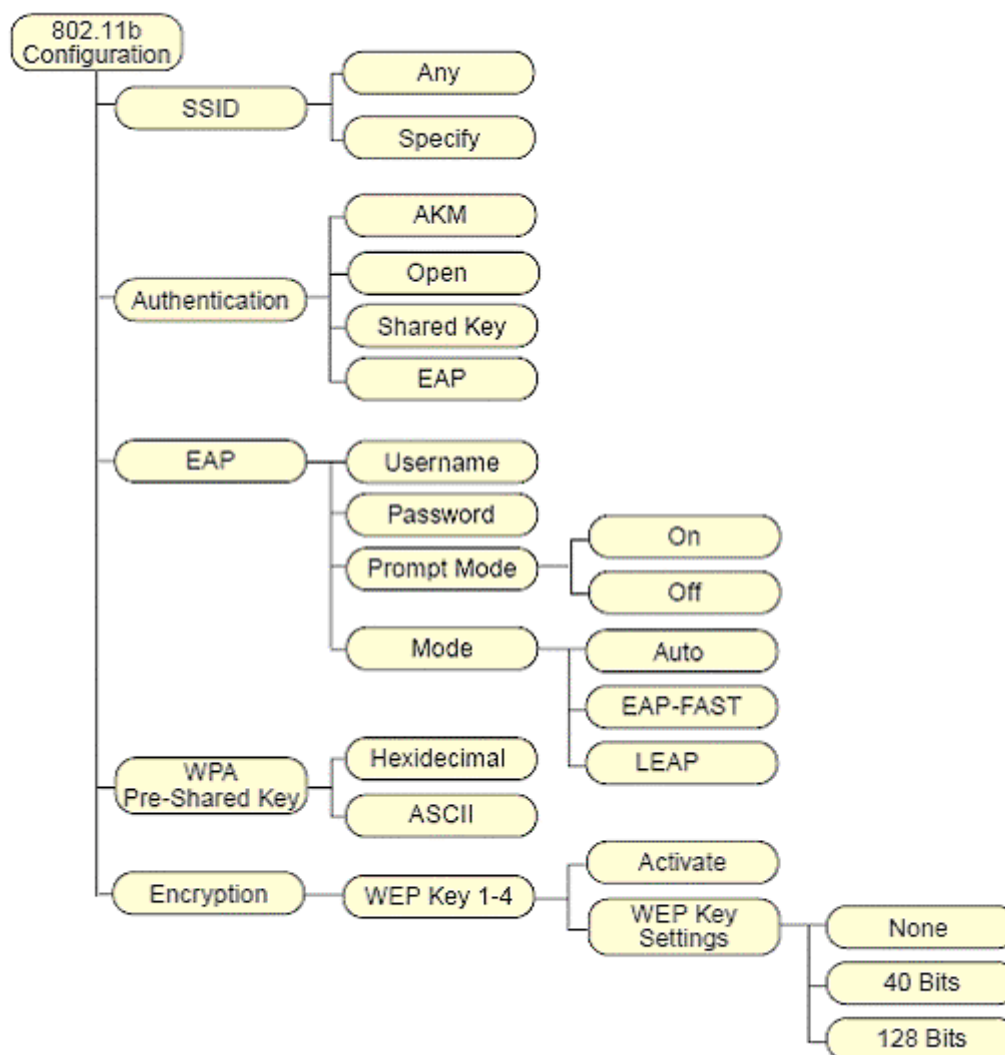 802.11b
Configuration
SSID
Any
Specify
Authentication
AKM
Open
Shared Key
EAP
EAP
Username
Password
Prompt Mode
On
Off
Mode
Auto
EAP-FAST
LEAP
WPA
Pre-Shared Key
Hexidecimal
ASCII
Encryption
WEP Key 1-4
Activate
WEP Key
Settings
None
40 Bits
128 Bits